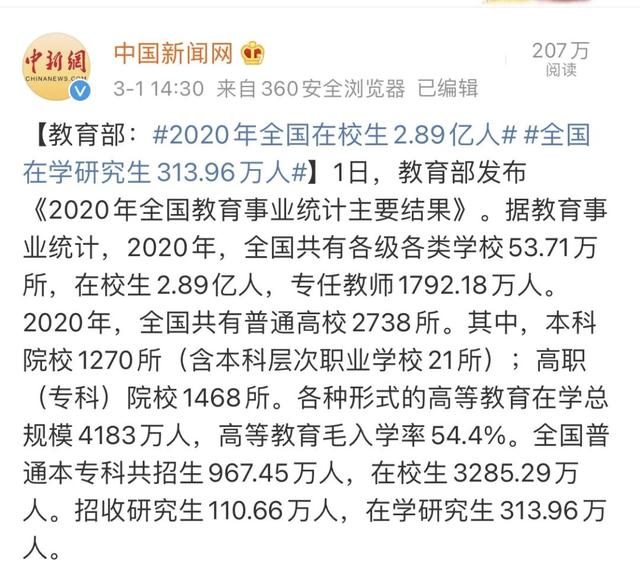 中新網
CHINANEWS.COM
中国新闻网
207万
阅读
3-1 14:30 来自360安全浏览器 已编辑
【教育部：#2020年全国在校生2.89亿人# #全国
在学研究生313.96万人#】1日，教育部发布
《2020年全国教育事业统计主要结果》。据教育事
业统计，2020年，全国共有各级各类学校53.71万
所，在校生2.89亿人，专任教师1792.18万人。
2020年，全国共有普通高校2738所。其中，本科
院校1270所（含本科层次职业学校21所）；高职
（专科）院校1468所。各种形式的高等教育在学总
规模4183万人，高等教育毛入学率54.4%。全国普
通本专科共招生967.45万人，在校生3285.29万
人。招收研究生110.66万人，在学研究生313.96万
人。